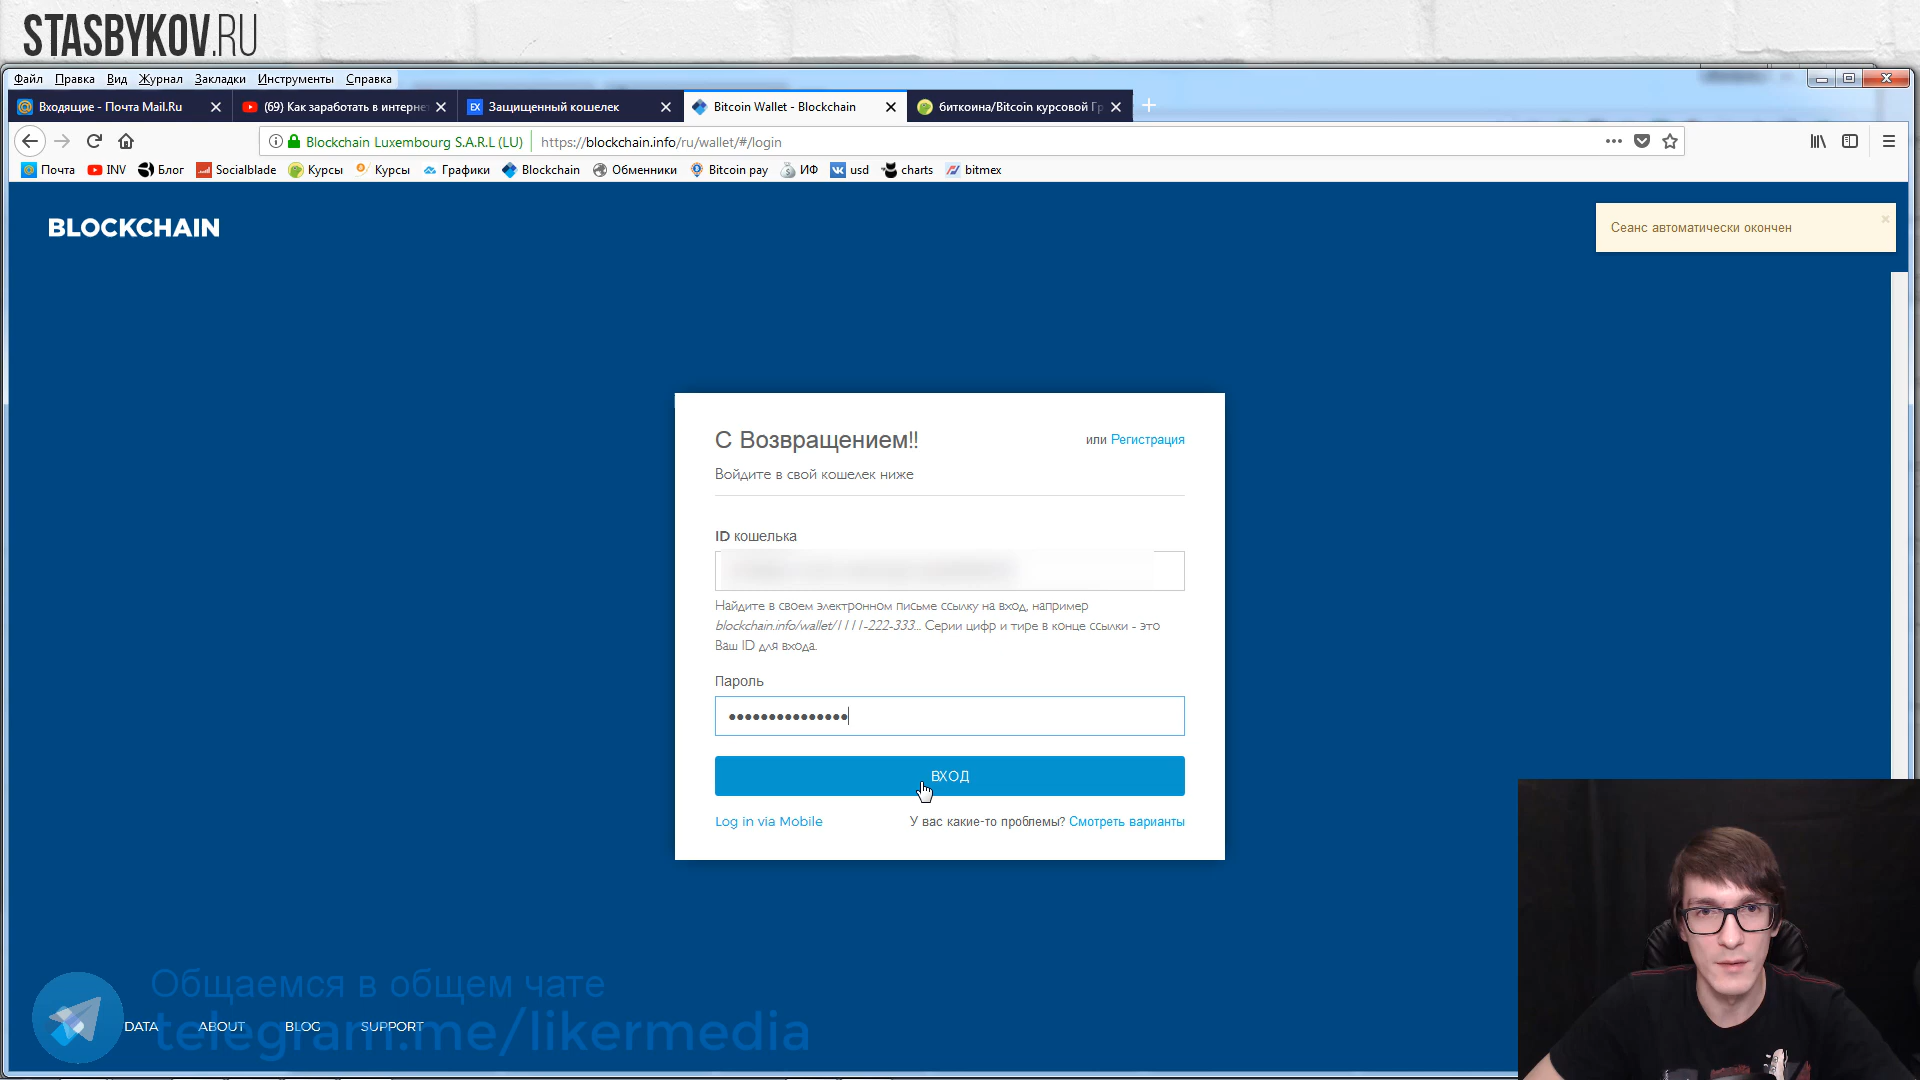 STASBYKOV.RU
Файл Правка Вид Журнал Закладки Инструменты Справка
Входящие - Почта Mail.Ru
(69) Как заработать в интерне
EX Защищенный кошелек
Bitcoin Wallet - Blockchain
биткоина/Bitcoin курсовой Гр
Blockchain Luxembourg S.A.R.L (LU) https://blockchain.info/ru/wallet/#/login
Почта INV Блог Socialblade Курсы Курсы Графики Blockchain Обменники Bitcoin pay ИФ usd charts bitmex
BLOCKCHAIN
Сеанс автоматически окончен
С Возвращением!!
или Регистрация
Войдите в свой кошелек ниже
ID кошелька
Найдите в своем электронном письме ссылку на вход, например
blockchain.info/wallet/1111-222-333... Серии цифр и тире в конце ссылки - это
Ваш ID для входа.
Пароль
ВХОД
Log in via Mobile
У вас какие-то проблемы? Смотреть варианты
Общаемся в общем чате
DATA ABOUT BLOG SUPPORT
telegram.me/likermedia